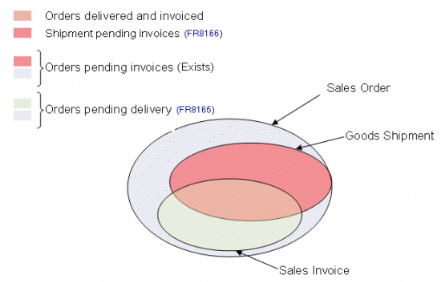 Orders delivered and invoiced
Shipment pending invoices (FR8166)
Orders pending invoices (Exists)
Orders pending delivery (FR8165)
Sales Order
Goods Shipment
Sales Invoice